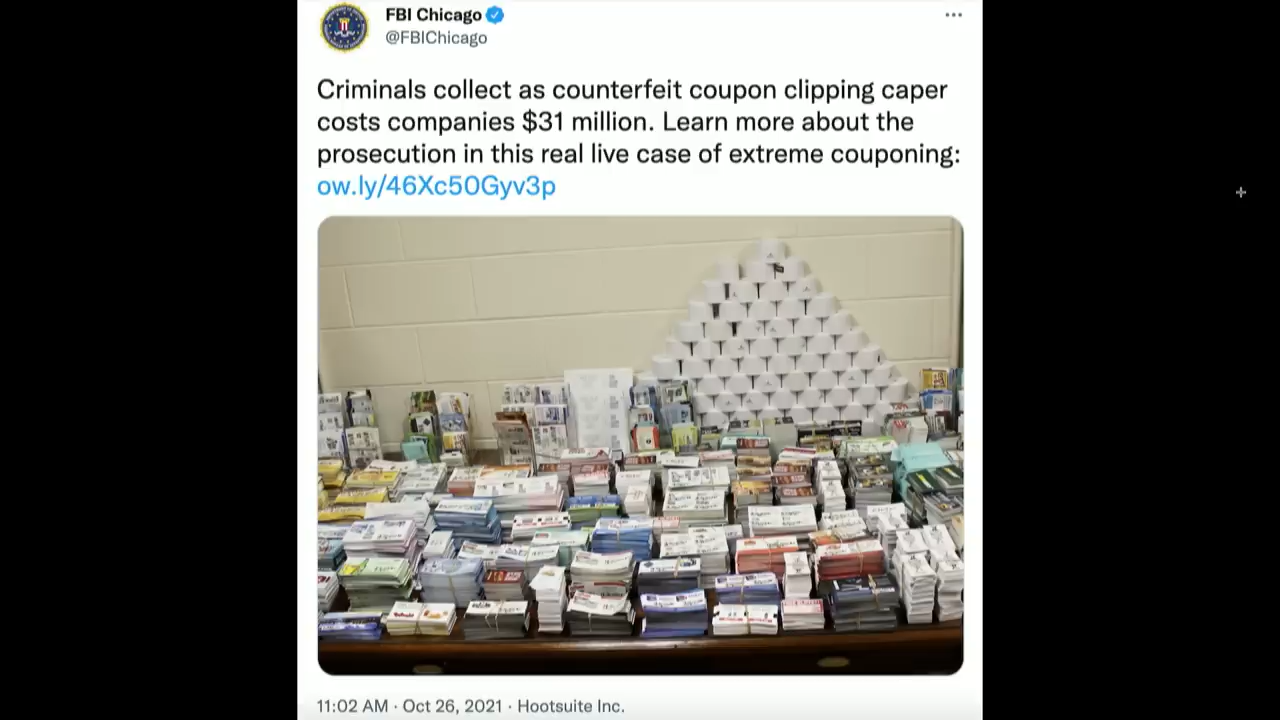 FBI Chicago
@FBIChicago
Criminals collect as counterfeit coupon clipping caper
costs companies $31 million. Learn more about the
prosecution in this real live case of extreme couponing:
ow.ly/46Xc50Gyv3p
11:02 AM · Oct 26, 2021 · Hootsuite Inc.